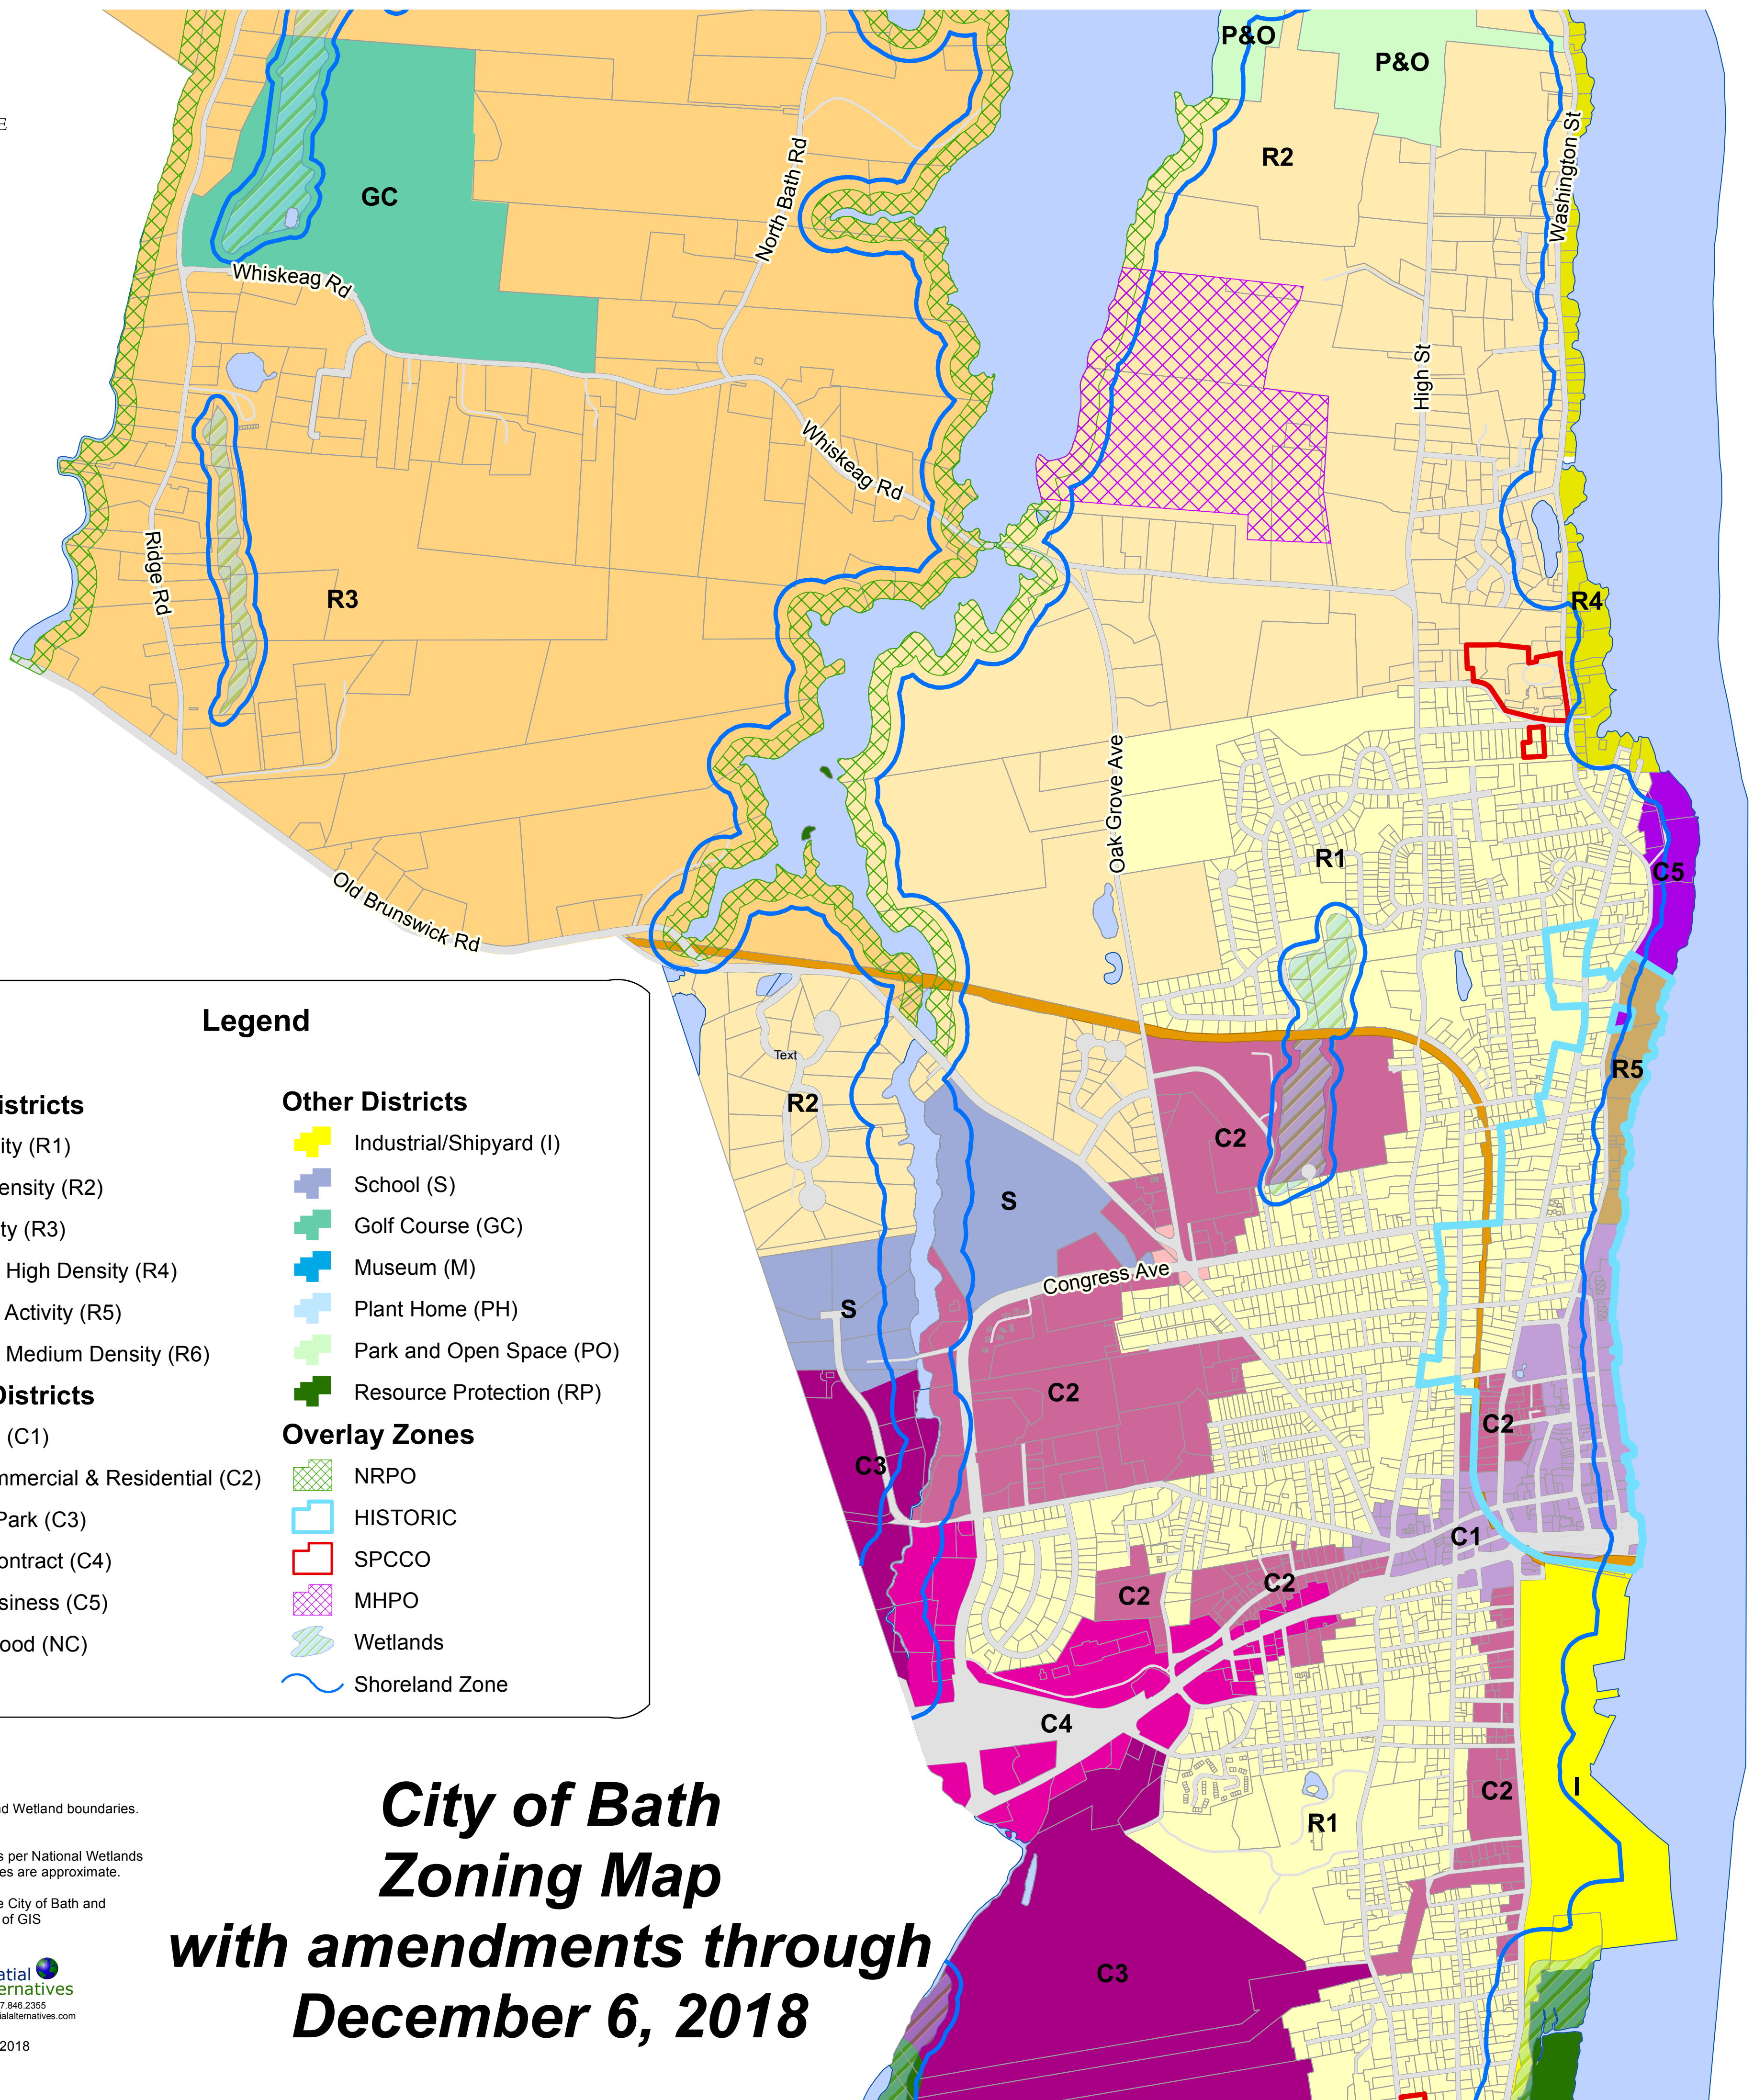 E
P&O
P&O
R2
Washington St
GC
North Bath Rd
Whiskeag Rd
High St
Whiskeag Rd
Ridge Rd
R3
R4
Oak Grove Ave
R1
C5
Old Brunswick Rd
Text
R2
R5
C2
S
Congress Ave
S
C2
C2
C3
C1
C2
C2
C4
C2
I
R1
C3
Legend
istricts
ity (R1)
ensity (R2)
ty (R3)
High Density (R4)
Activity (R5)
Medium Density (R6)
Districts
(C1)
mmercial & Residential (C2)
Park (C3)
ontract (C4)
siness (C5)
ood (NC)
Other Districts
Industrial/Shipyard (I)
School (S)
Golf Course (GC)
Museum (M)
Plant Home (PH)
Park and Open Space (PO)
Resource Protection (RP)
Overlay Zones
NRPO
HISTORIC
SPCCO
MHPO
Wetlands
Shoreland Zone
d Wetland boundaries.
s per National Wetlands
es are approximate.
e City of Bath and
of GIS
atial
ernatives
7.846.2355
ialalternatives.com
2018
City of Bath
Zoning Map
with amendments through
December 6, 2018